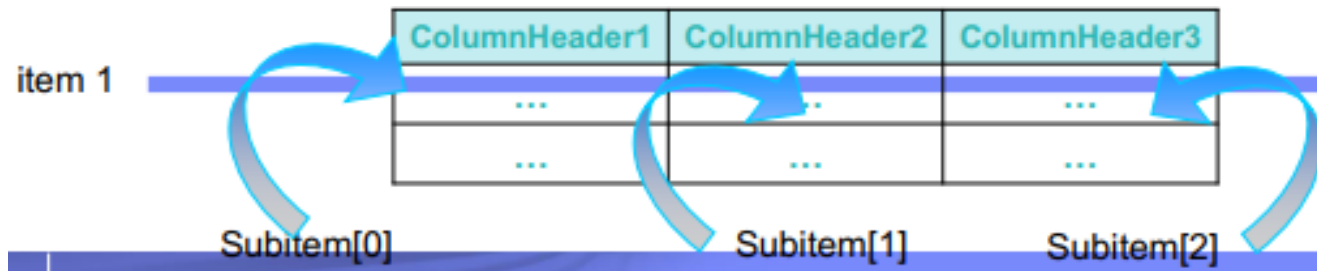 ColumnHeader1 ColumnHeader2 ColumnHeader3
item 1
... ... ...
... ... ...
Subitem[0] Subitem[1] Subitem[2]